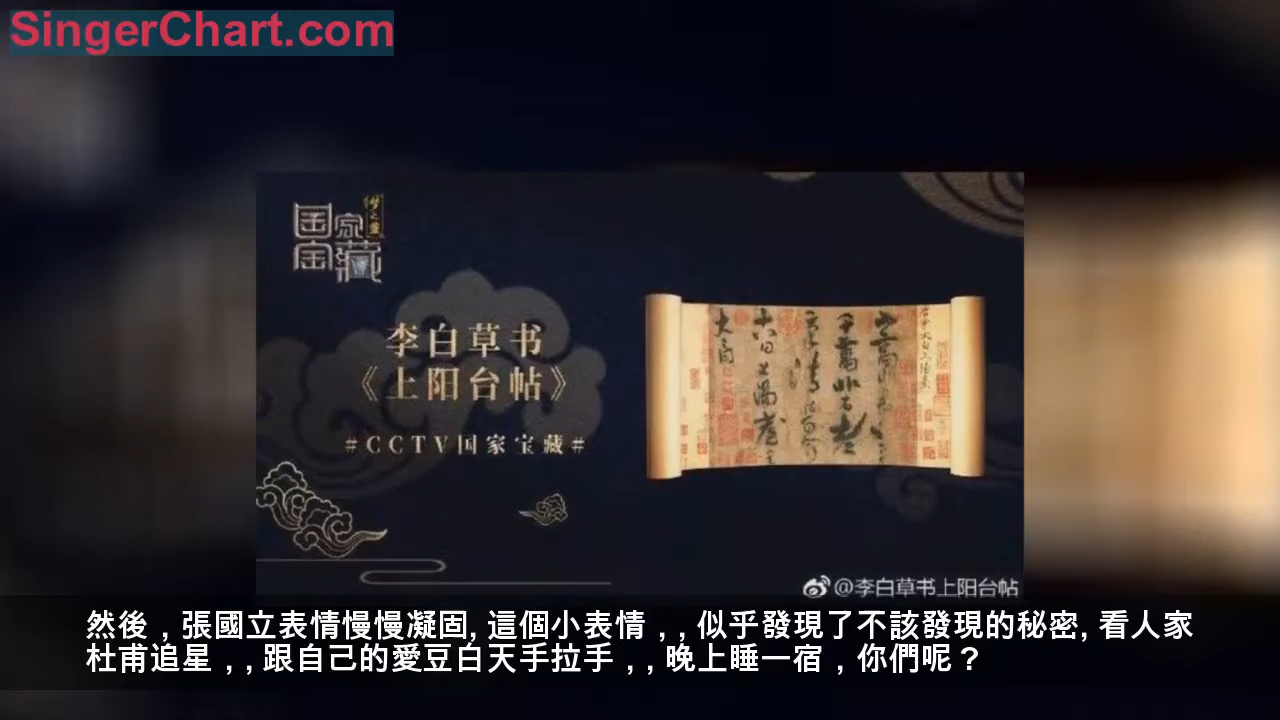 SingerChart.com
国家宝藏
李白草书
《上阳台帖》
#CCTV国家宝藏#
@李白草书上阳台帖
然後，張國立表情慢慢凝固, 這個小表情，, 似乎發現了不該發現的秘密, 看人家
杜甫追星，, 跟自己的愛豆白天手拉手，, 晚上睡一宿，你們呢？